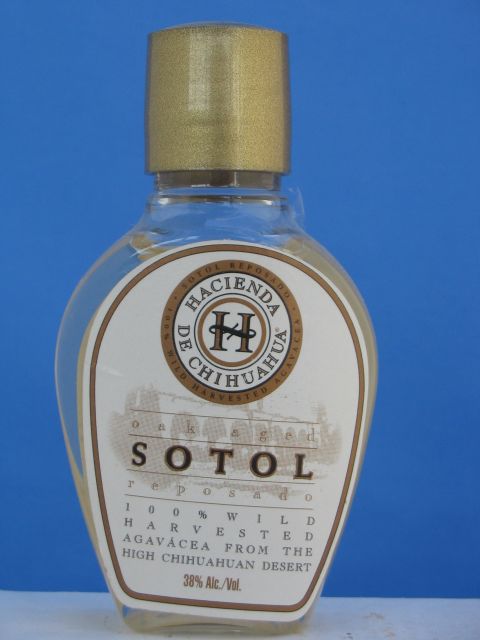 • SOTOL REPOSADO •
100% WILD HARVESTED AGAVACEA
HACIENDA
DE CHIHUAHUA®
H
oak aged
SOTOL
reposado
100% WILD
HARVESTED
AGAVÁCEA FROM THE
HIGH CHIHUAHUAN DESERT
38% Alc./Vol.